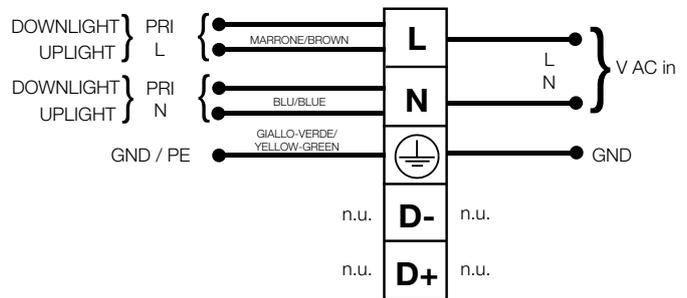 DOWNLIGHT PRI
MARRONE/BROWN
UPLIGHT L
L
L
N
V AC in
DOWNLIGHT PRI
BLU/BLUE
UPLIGHT N
N
GIALLO-VERDE/
YELLOW-GREEN
GND / PE
GND
n.u. D- n.u.
n.u. D+ n.u.